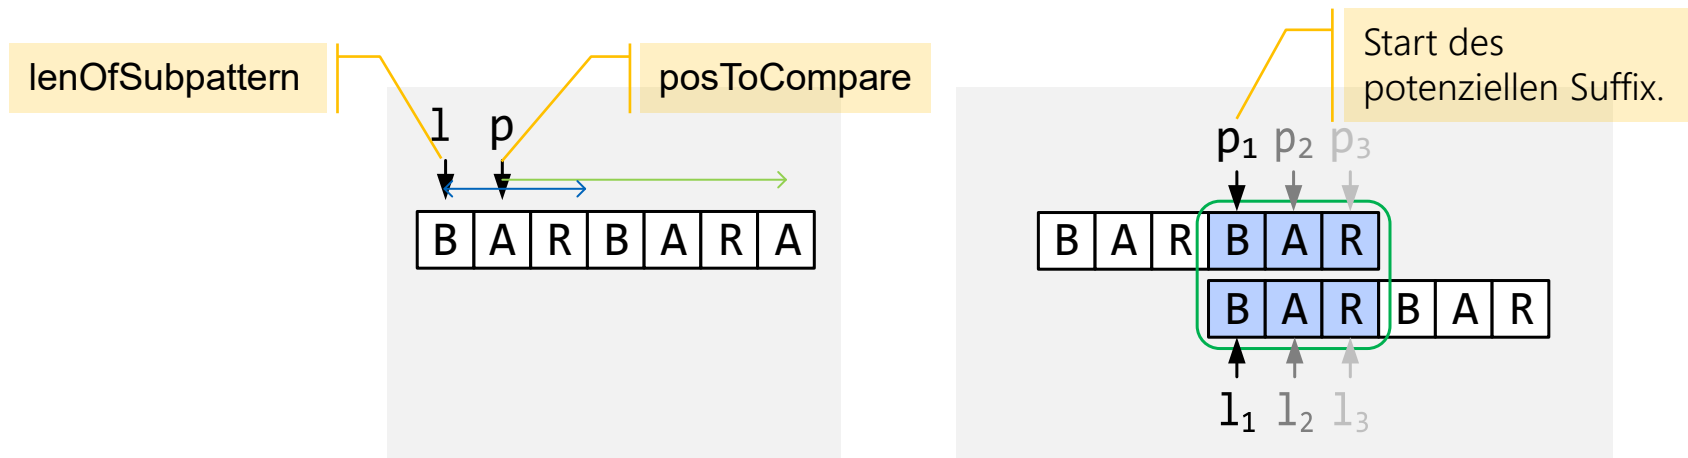 lenOfSubpattern
posToCompare
l p
B A R B A R A
Start des
potenziellen Suffix.
p₁ p₂ p₃
B A R B A R
B A R B A R
l₁ l₂ l₃